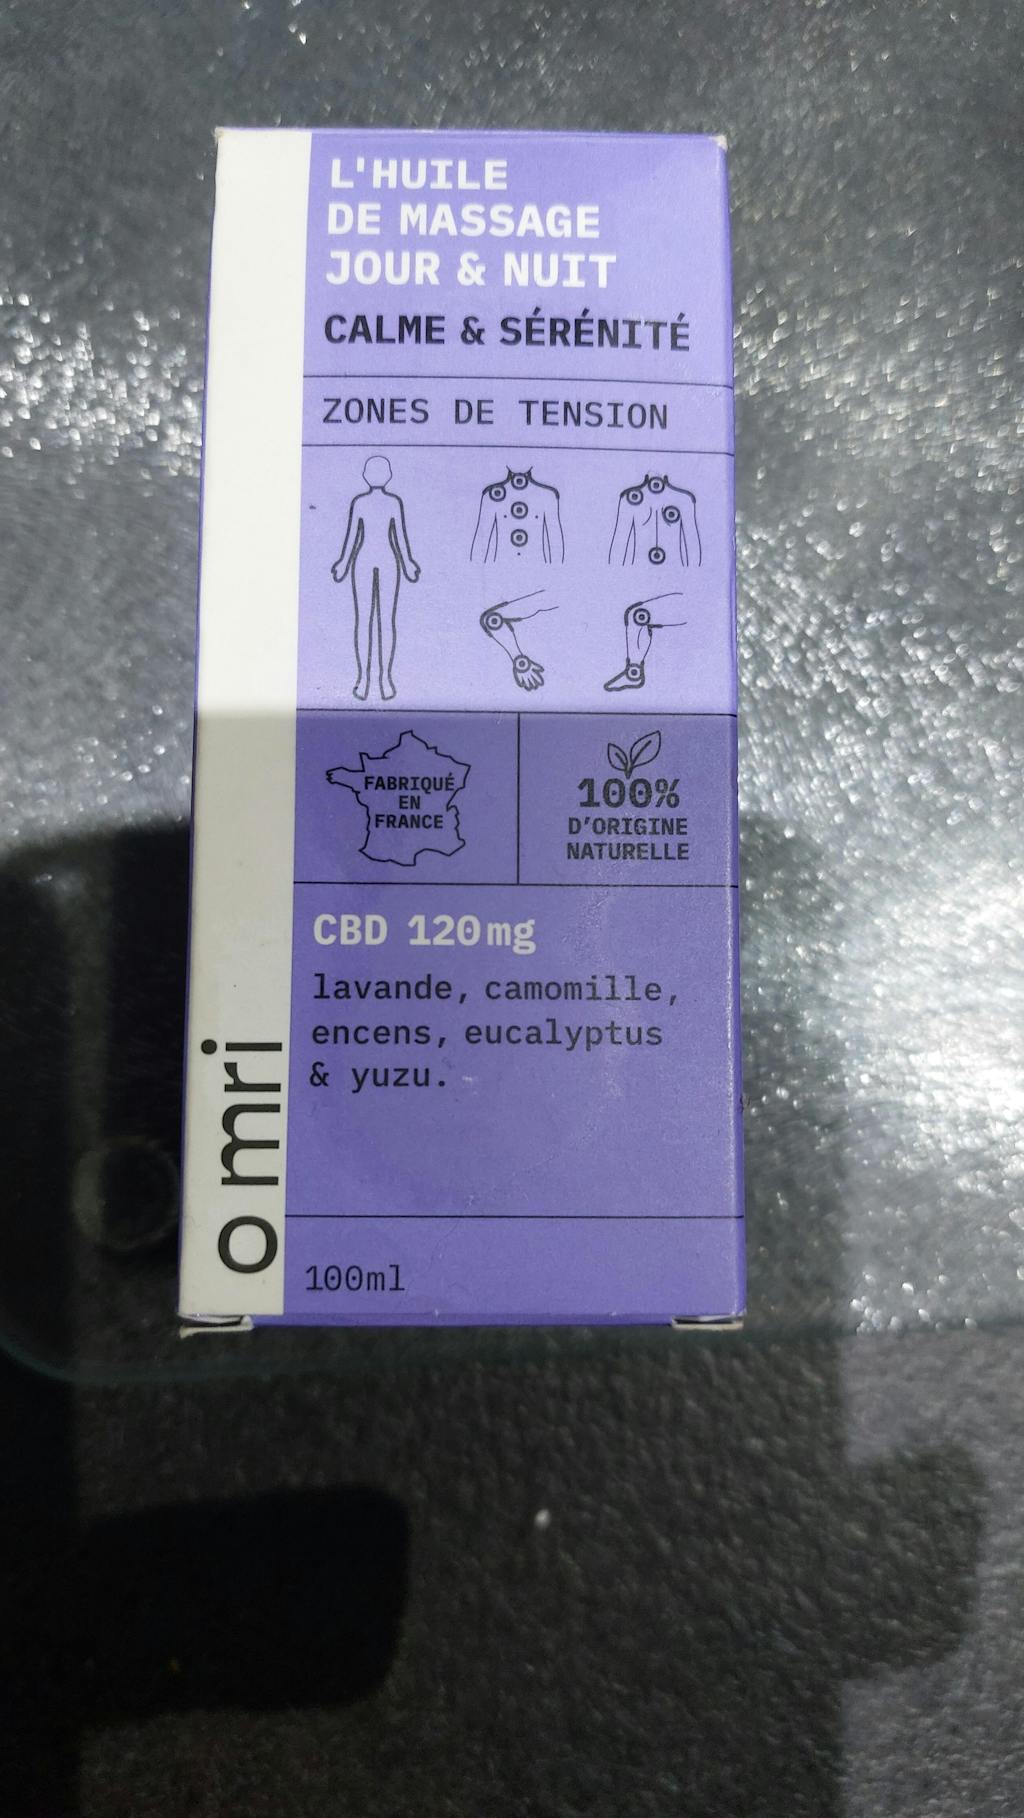 L'HUILE
DE MASSAGE
JOUR & NUIT
CALME & SÉRÉNITÉ
ZONES DE TENSION
FABRIQUÉ
EN
FRANCE
100%
D'ORIGINE
NATURELLE
CBD 120mg
lavande, camomille,
encens, eucalyptus
& yuzu.
100ml
omri